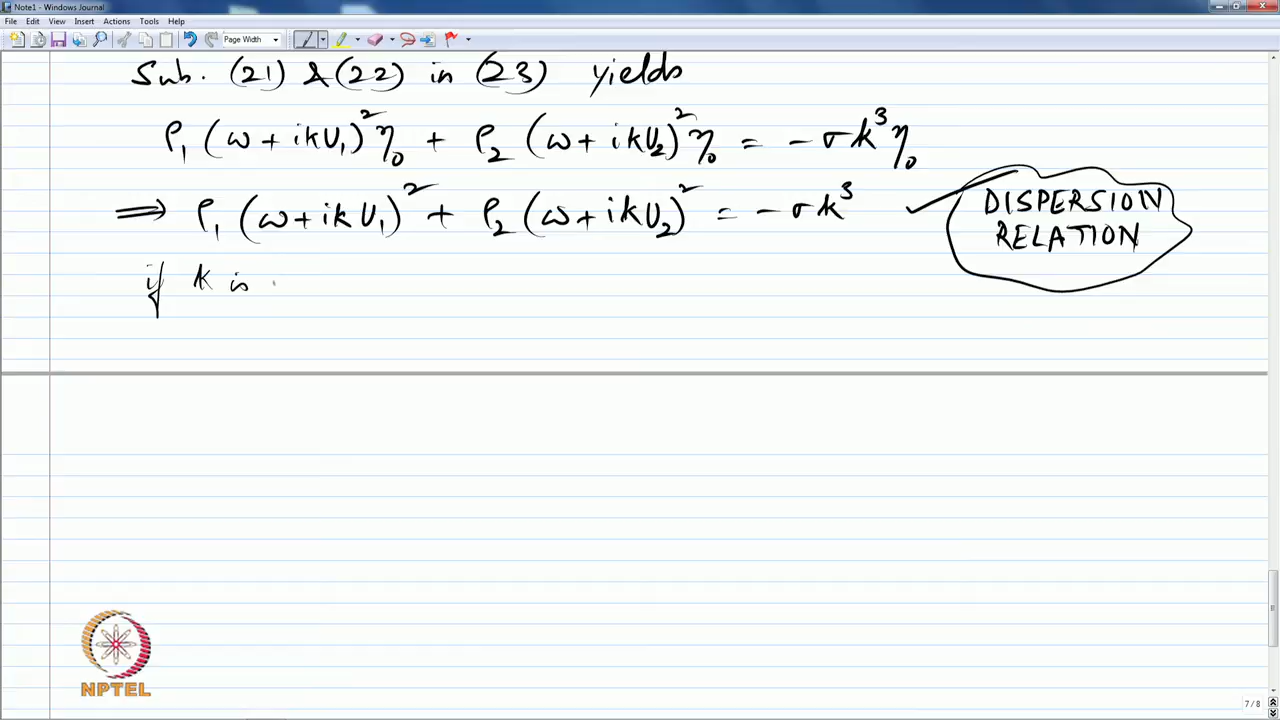 Note1 - Windows Journal
File Edit View Insert Actions Tools Help
Page Width
Sub. (21) & (22) in (23) yields
ρ₁ (ω + ikU₁)² η₀ + ρ₂ (ω + ikU₂)² η₀ = - σk³ η₀
⟹ ρ₁ (ω + ikU₁)² + ρ₂ (ω + ikU₂)² = - σk³
DISPERSION
RELATION
if k is
NPTEL
7 / 8